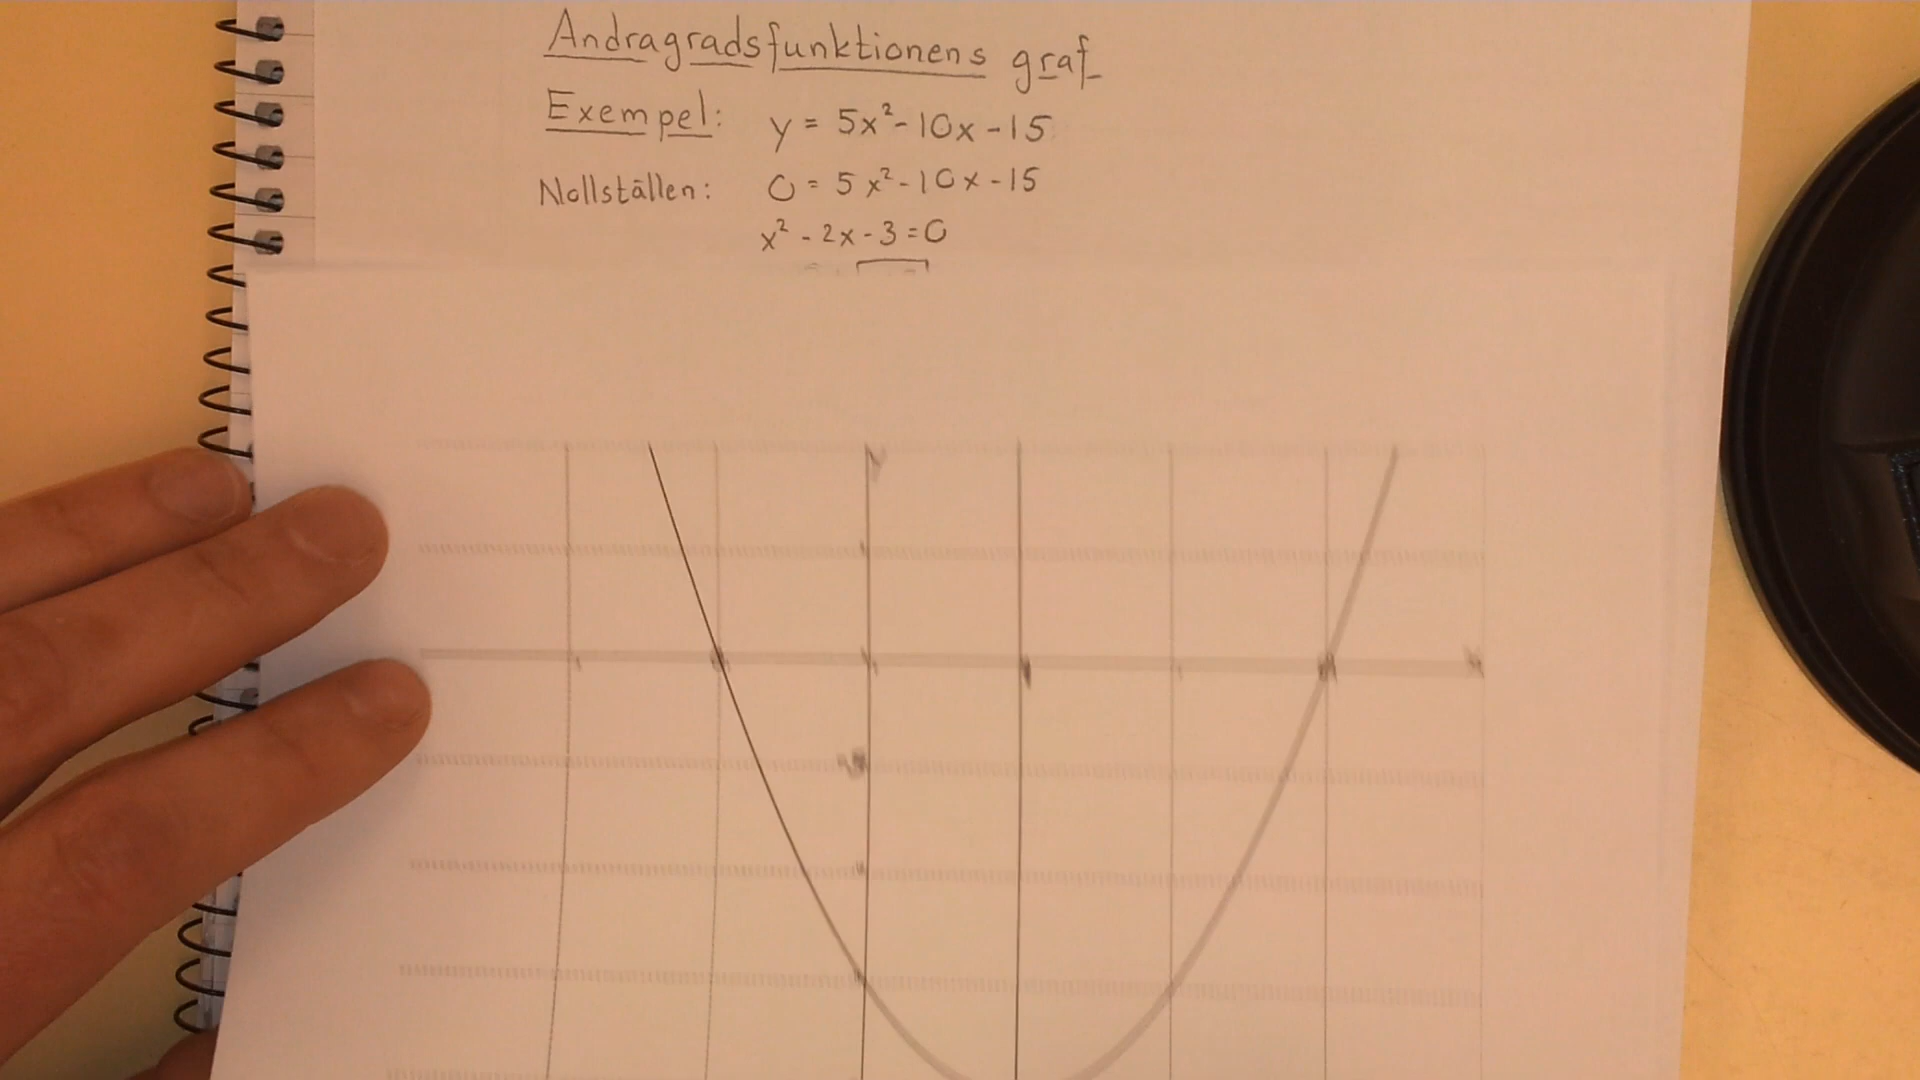 Andragradsfunktionens graf
Exempel: y = 5x² - 10x - 15
Nollställen: 0 = 5x² - 10x - 15
x² - 2x - 3 = 0
y